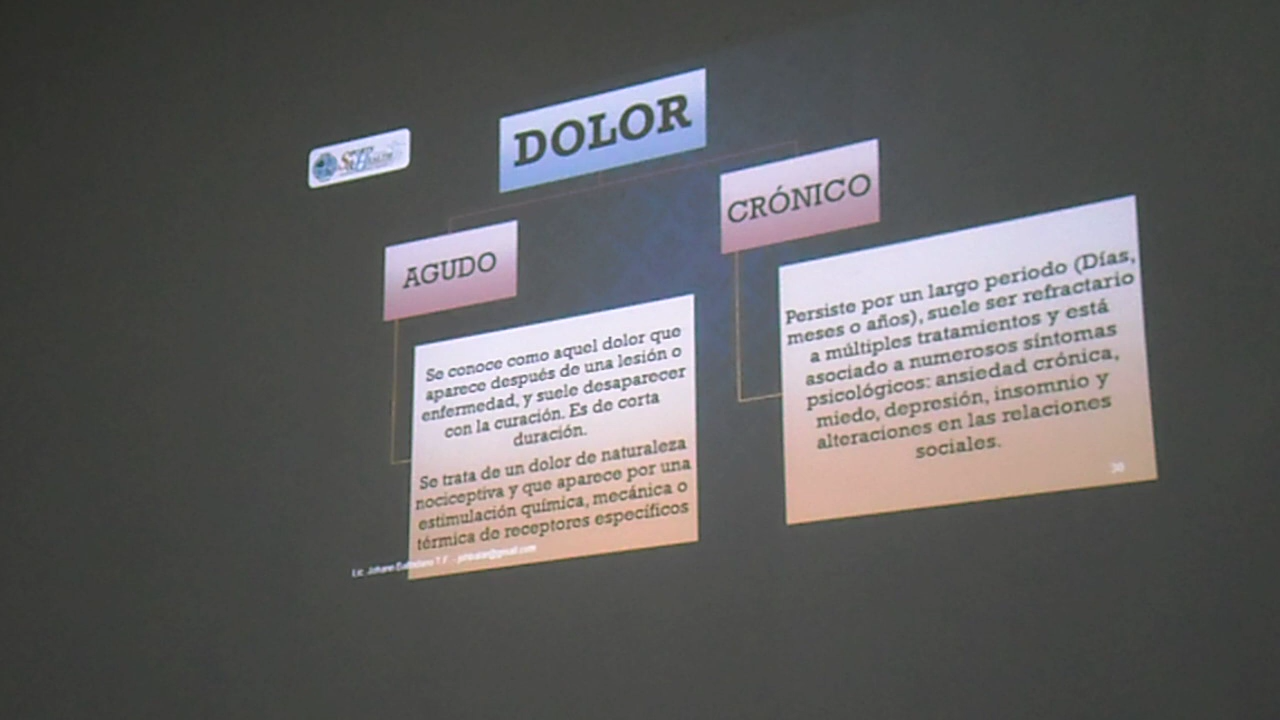 DOLOR
AGUDO
CRÓNICO
Se conoce como aquel dolor que
aparece después de una lesión o
enfermedad, y suele desaparecer
con la curación. Es de corta
duración.
Se trata de un dolor de naturaleza
nociceptiva y que aparece por una
estimulación química, mecánica o
térmica de receptores específicos
Persiste por un largo periodo (Días,
meses o años), suele ser refractario
a múltiples tratamientos y está
asociado a numerosos síntomas
psicológicos: ansiedad crónica,
miedo, depresión, insomnio y
alteraciones en las relaciones
sociales.
30
Lic. Johann